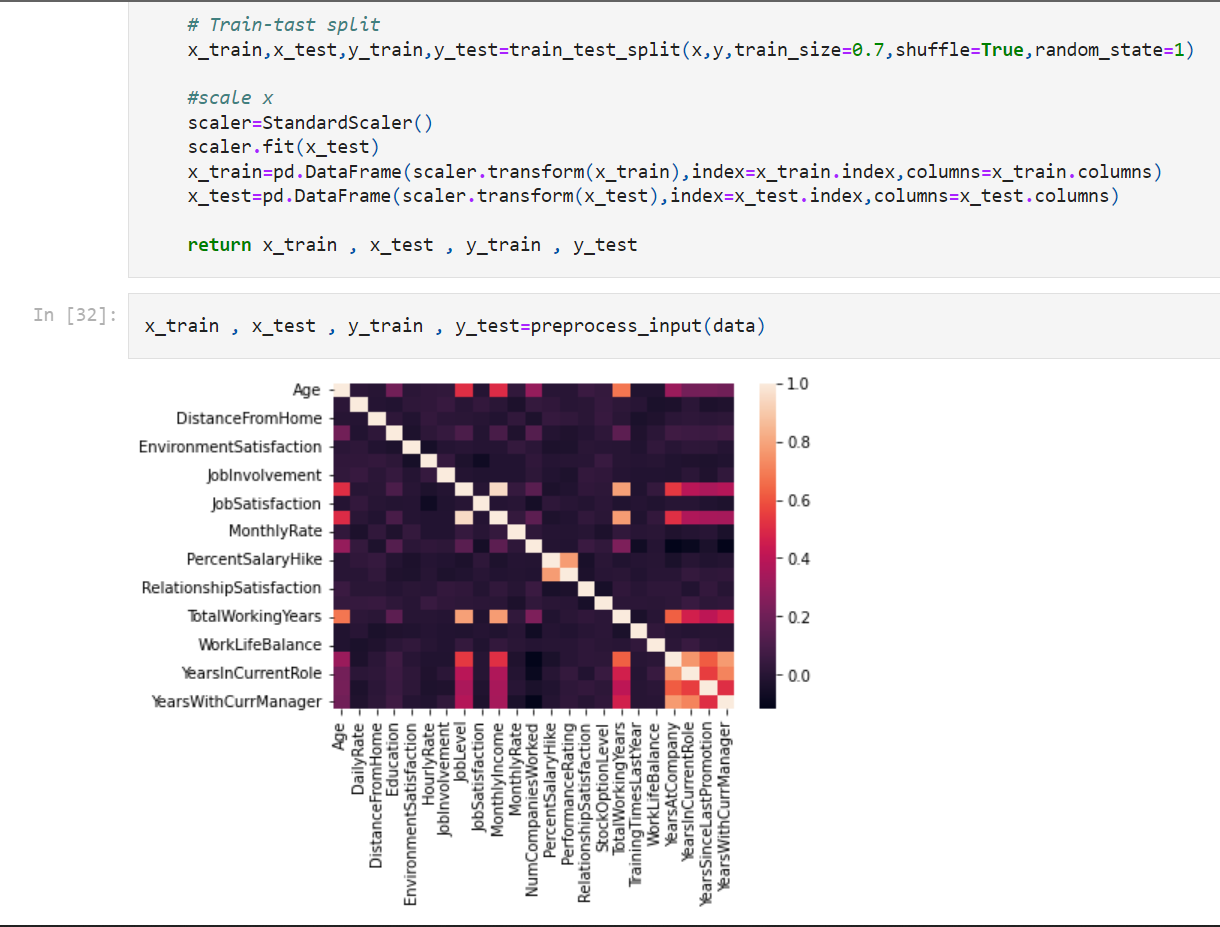 # Train-tast split
x_train,x_test,y_train,y_test=train_test_split(x,y,train_size=0.7,shuffle=True,random_state=1)
#scale x
scaler=StandardScaler()
scaler.fit(x_test)
x_train=pd.DataFrame(scaler.transform(x_train),index=x_train.index,columns=x_train.columns)
x_test=pd.DataFrame(scaler.transform(x_test),index=x_test.index,columns=x_test.columns)
return x_train , x_test , y_train , y_test
In [32]:
x_train , x_test , y_train , y_test=preprocess_input(data)
Age
DistanceFromHome
EnvironmentSatisfaction
JobInvolvement
JobSatisfaction
MonthlyRate
PercentSalaryHike
RelationshipSatisfaction
TotalWorkingYears
WorkLifeBalance
YearsInCurrentRole
YearsWithCurrManager
1.0
0.8
0.6
0.4
0.2
0.0
Age
DailyRate
DistanceFromHome
Education
EnvironmentSatisfaction
HourlyRate
JobInvolvement
JobLevel
JobSatisfaction
MonthlyIncome
MonthlyRate
NumCompaniesWorked
PercentSalaryHike
PerformanceRating
RelationshipSatisfaction
StockOptionLevel
TotalWorkingYears
TrainingTimesLastYear
WorkLifeBalance
YearsAtCompany
YearsInCurrentRole
YearsSinceLastPromotion
YearsWithCurrManager